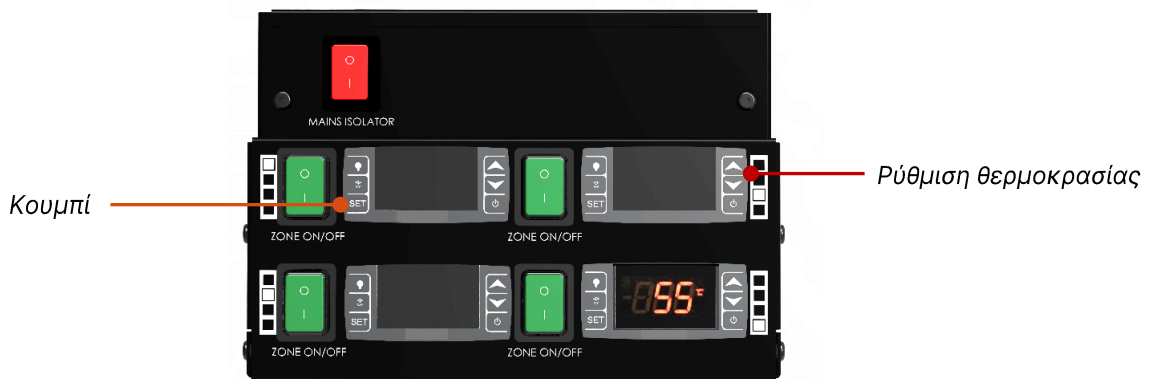 MAINS ISOLATOR
Ρύθμιση θερμοκρασίας
Κουμπί
SET
SET
ZONE ON/OFF
ZONE ON/OFF
SET
SET
55 °C
ZONE ON/OFF
ZONE ON/OFF